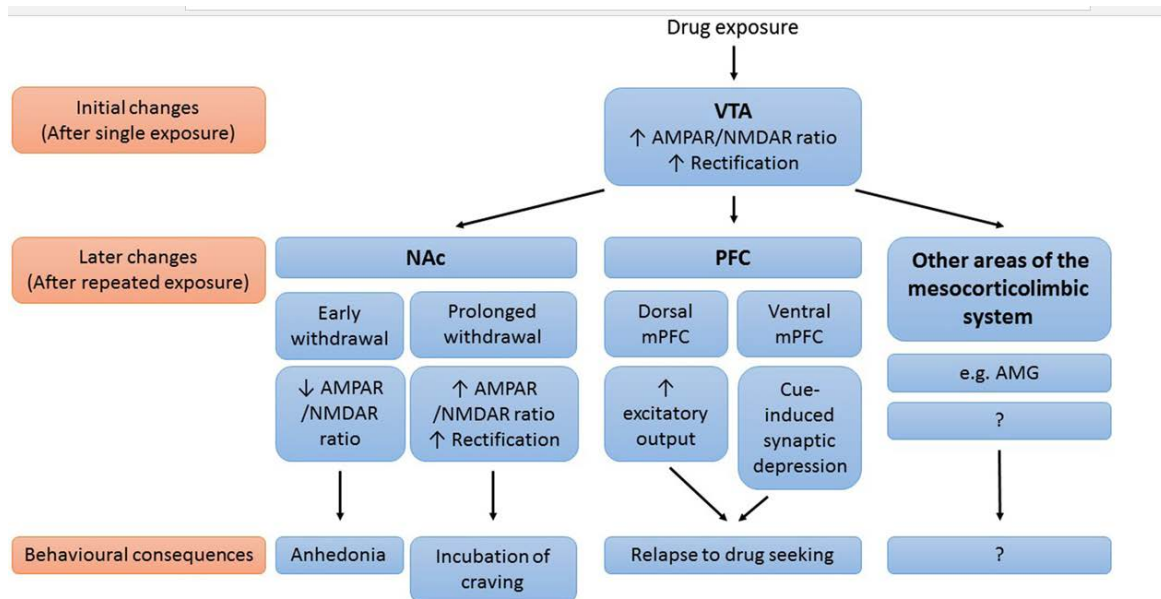 Drug exposure
Initial changes
(After single exposure)
VTA
↑ AMPAR/NMDAR ratio
↑ Rectification
Later changes
(After repeated exposure)
NAc
PFC
Other areas of the
mesocorticolimbic
system
Early
withdrawal
Prolonged
withdrawal
Dorsal
mPFC
Ventral
mPFC
e.g. AMG
↓ AMPAR
/NMDAR
ratio
↑ AMPAR
/NMDAR ratio
↑ Rectification
↑
excitatory
output
Cue-
induced
synaptic
depression
?
Behavioural consequences
Anhedonia
Incubation of
craving
Relapse to drug seeking
?